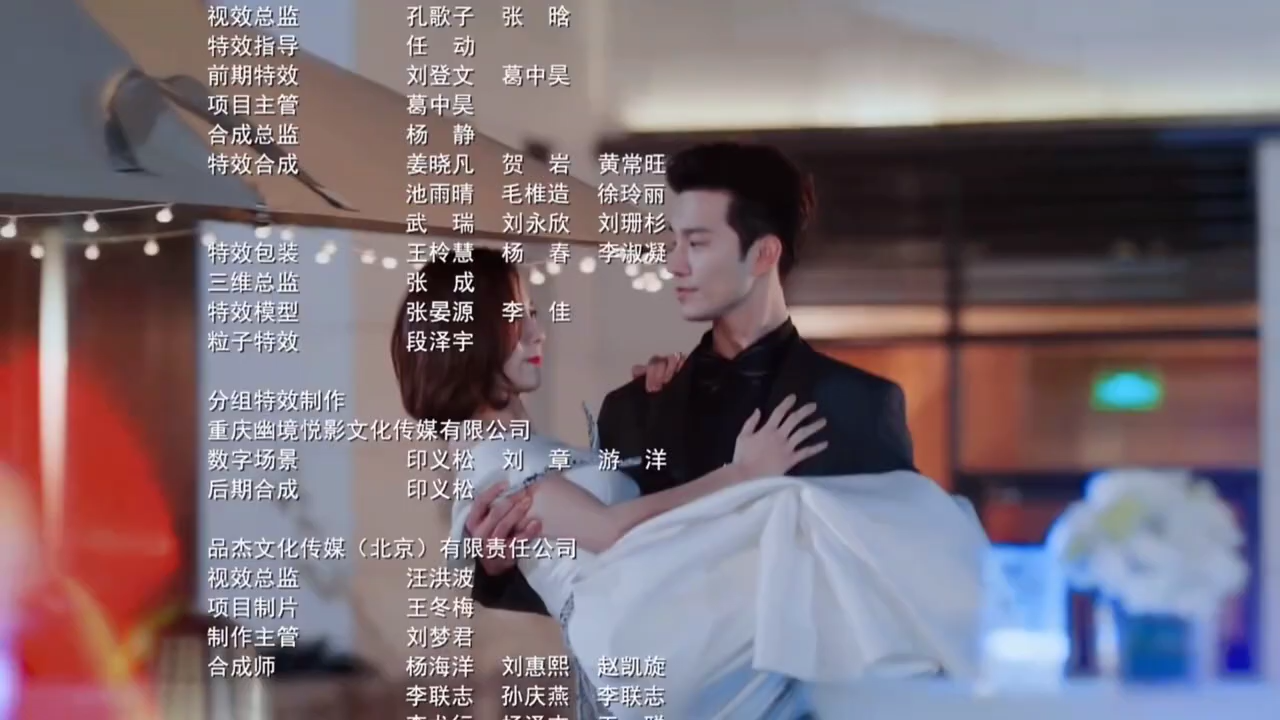 视效总监 孔歌子 张 晗
特效指导 任 动
前期特效 刘登文 葛中昊
项目主管 葛中昊
合成总监 杨 静
特效合成 姜晓凡 贺 岩 黄常旺
池雨晴 毛椎造 徐玲丽
武 瑞 刘永欣 刘珊杉
特效包装 王柃慧 杨 春 李淑凝
三维总监 张 成
特效模型 张晏源 李 佳
粒子特效 段泽宇
分组特效制作
重庆幽境悦影文化传媒有限公司
数字场景 印义松 刘 章 游 洋
后期合成 印义松
品杰文化传媒（北京）有限责任公司
视效总监 汪洪波
项目制片 王冬梅
制作主管 刘梦君
合成师 杨海洋 刘惠熙 赵凯旋
李联志 孙庆燕 李联志